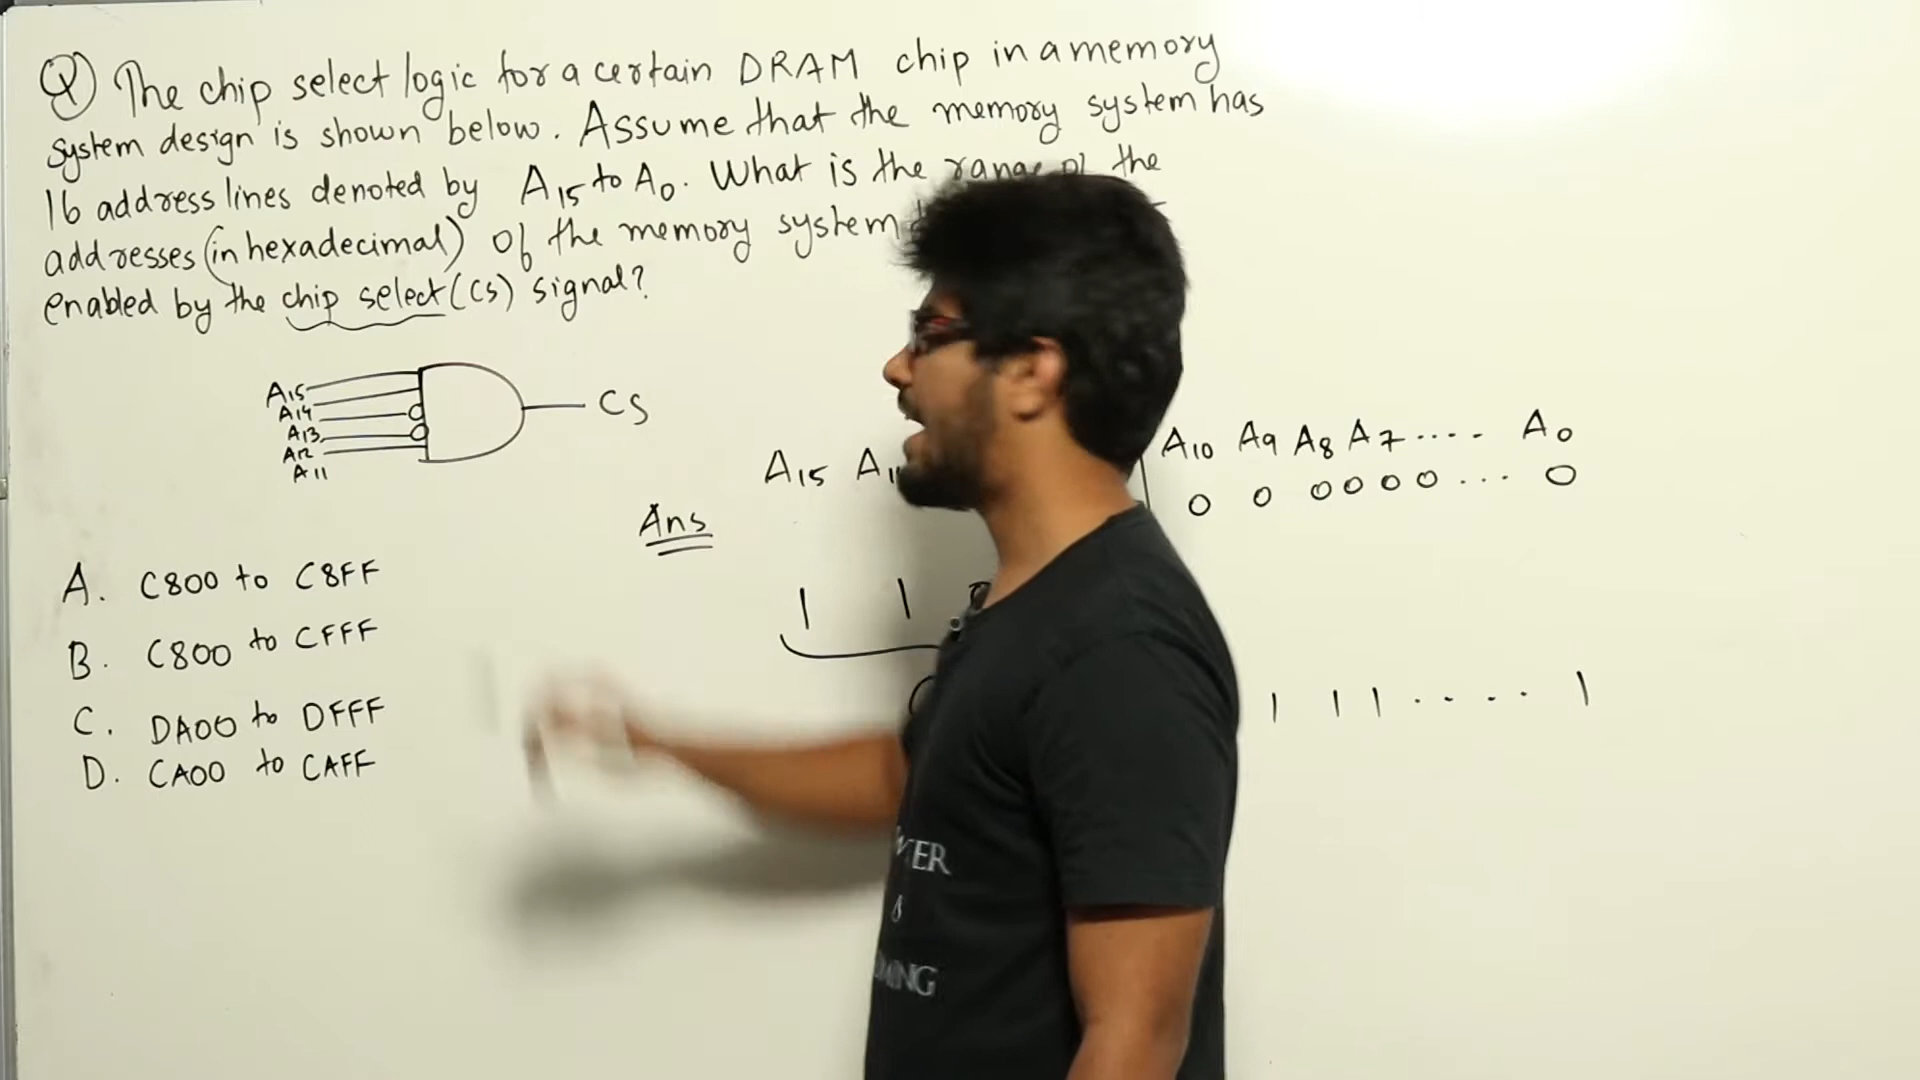 Q The chip select logic for a certain DRAM chip in a memory
system design is shown below. Assume that the memory system has
16 address lines denoted by A15 to A0. What is the range of the
addresses (in hexadecimal) of the memory system
enabled by the chip select (CS) signal?
A15
A14
A13
A12
A11
CS
A15
A10 A9 A8 A7 .... A0
0 0 0 0 0 0 ... 0
Ans
1 1
1 1 1 .... 1
A. C800 to C8FF
B. C800 to CFFF
C. DA00 to DFFF
D. CA00 to CAFF